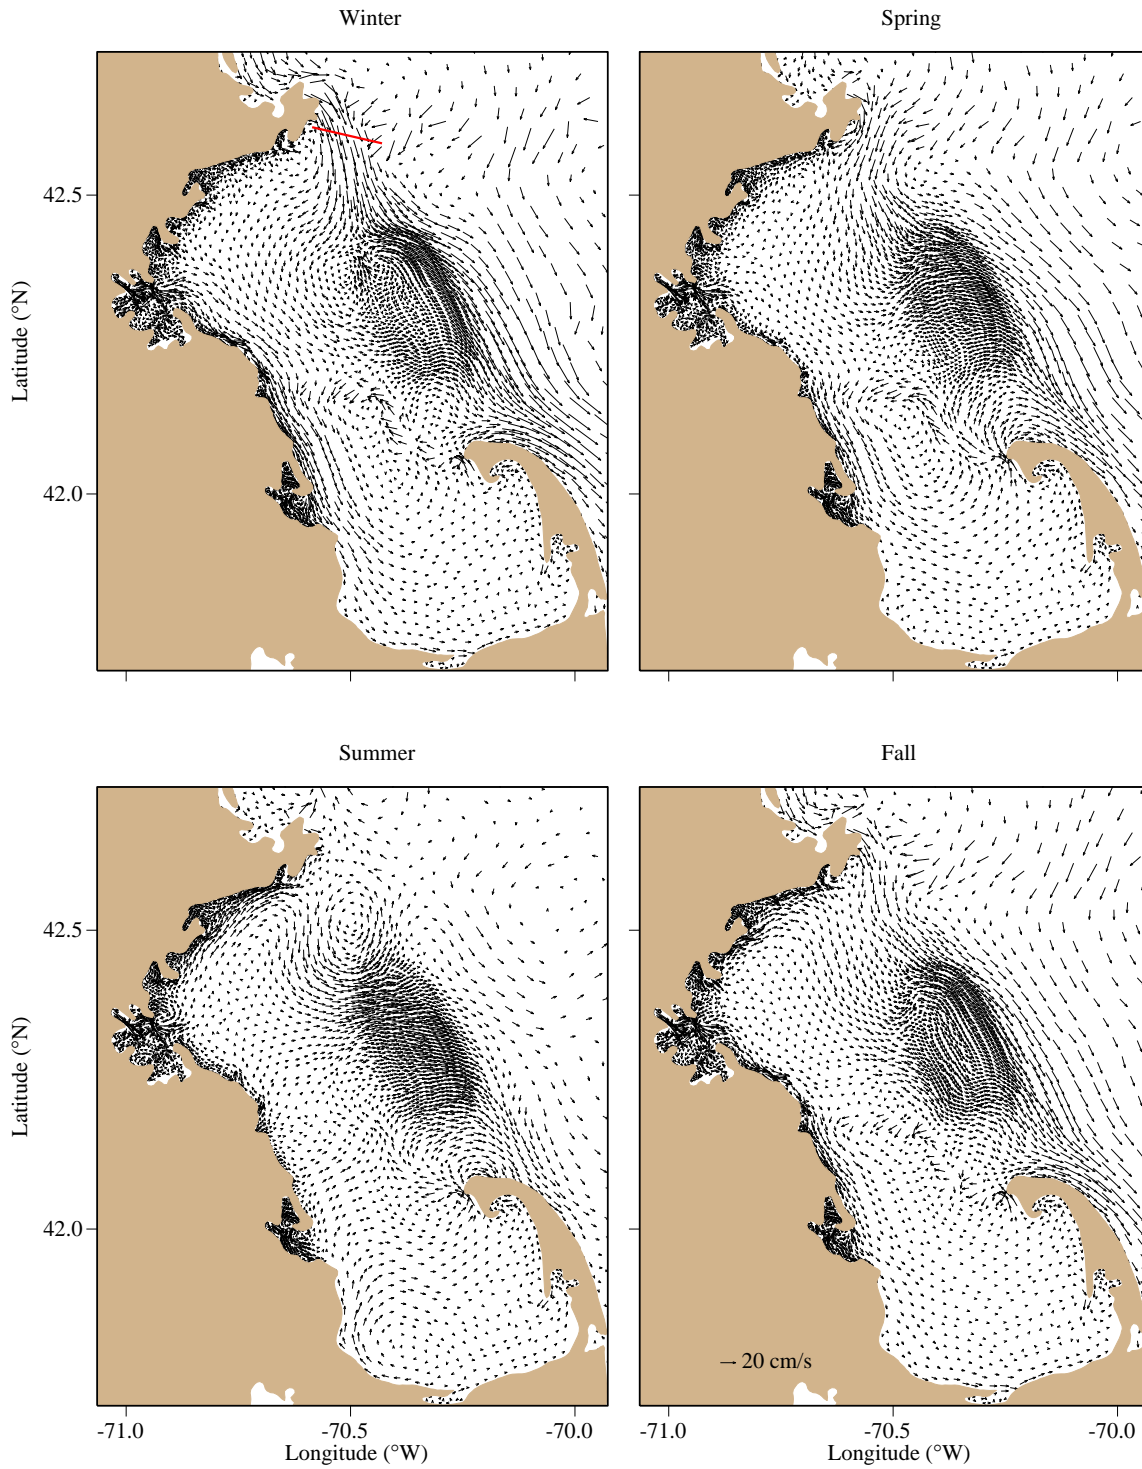 Winter
Spring
42.5
42.0
Latitude (°N)
Summer
Fall
42.5
42.0
Latitude (°N)
20 cm/s
-71.0
-70.5
-70.0
-71.0
-70.5
-70.0
Longitude (°W)
Longitude (°W)